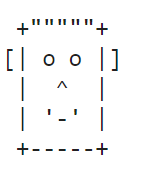 +"""""+
[| o o |]
 |  ^  |
 | '-' |
 +-----+